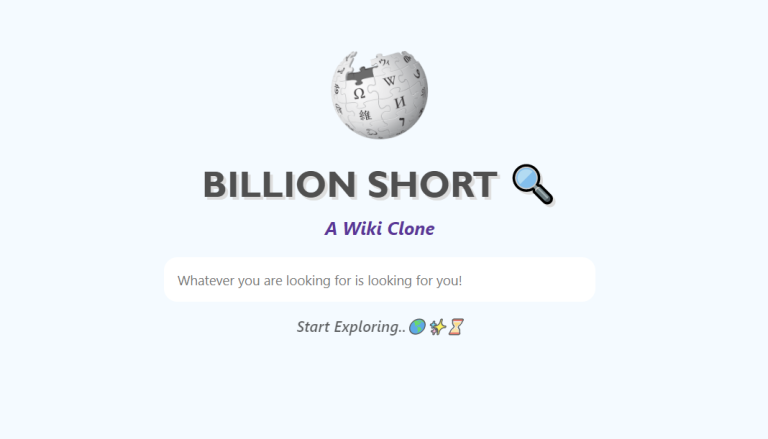 Ω W И
維
BILLION SHORT 🔍
A Wiki Clone
Whatever you are looking for is looking for you!
Start Exploring..🌎✨⏳